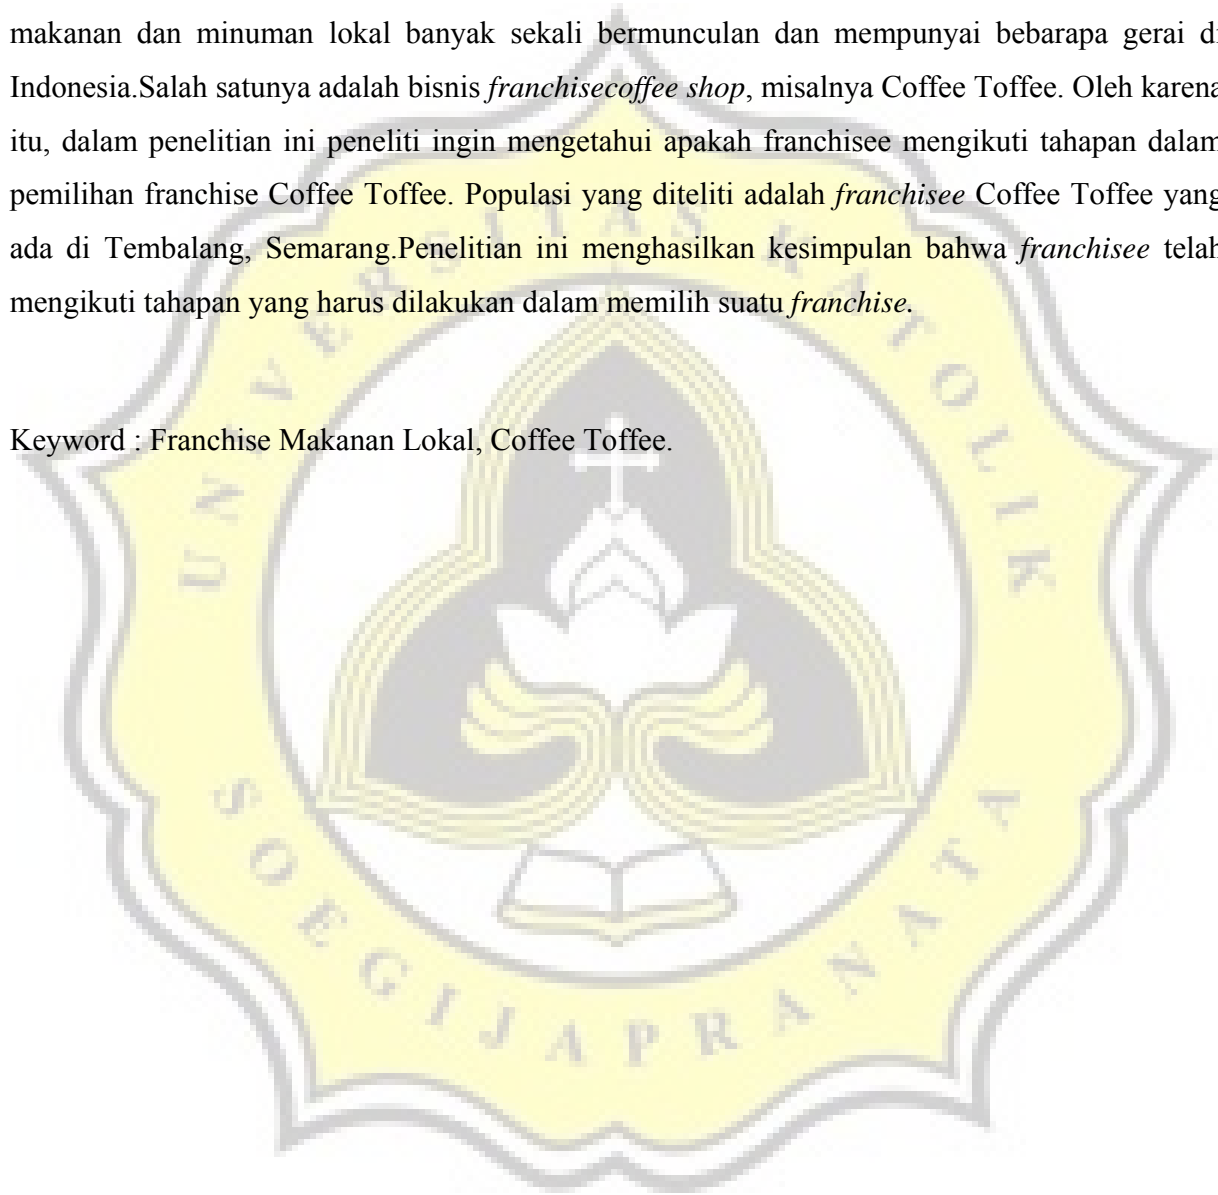 makanan dan minuman lokal banyak sekali bermunculan dan mempunyai bebarapa gerai di
Indonesia.Salah satunya adalah bisnis franchisecoffee shop, misalnya Coffee Toffee. Oleh karena
itu, dalam penelitian ini peneliti ingin mengetahui apakah franchisee mengikuti tahapan dalam
pemilihan franchise Coffee Toffee. Populasi yang diteliti adalah franchisee Coffee Toffee yang
ada di Tembalang, Semarang.Penelitian ini menghasilkan kesimpulan bahwa franchisee telah
mengikuti tahapan yang harus dilakukan dalam memilih suatu franchise.
Keyword : Franchise Makanan Lokal, Coffee Toffee.
UNIVERSITAS KATOLIK
SOEGIJAPRANATA